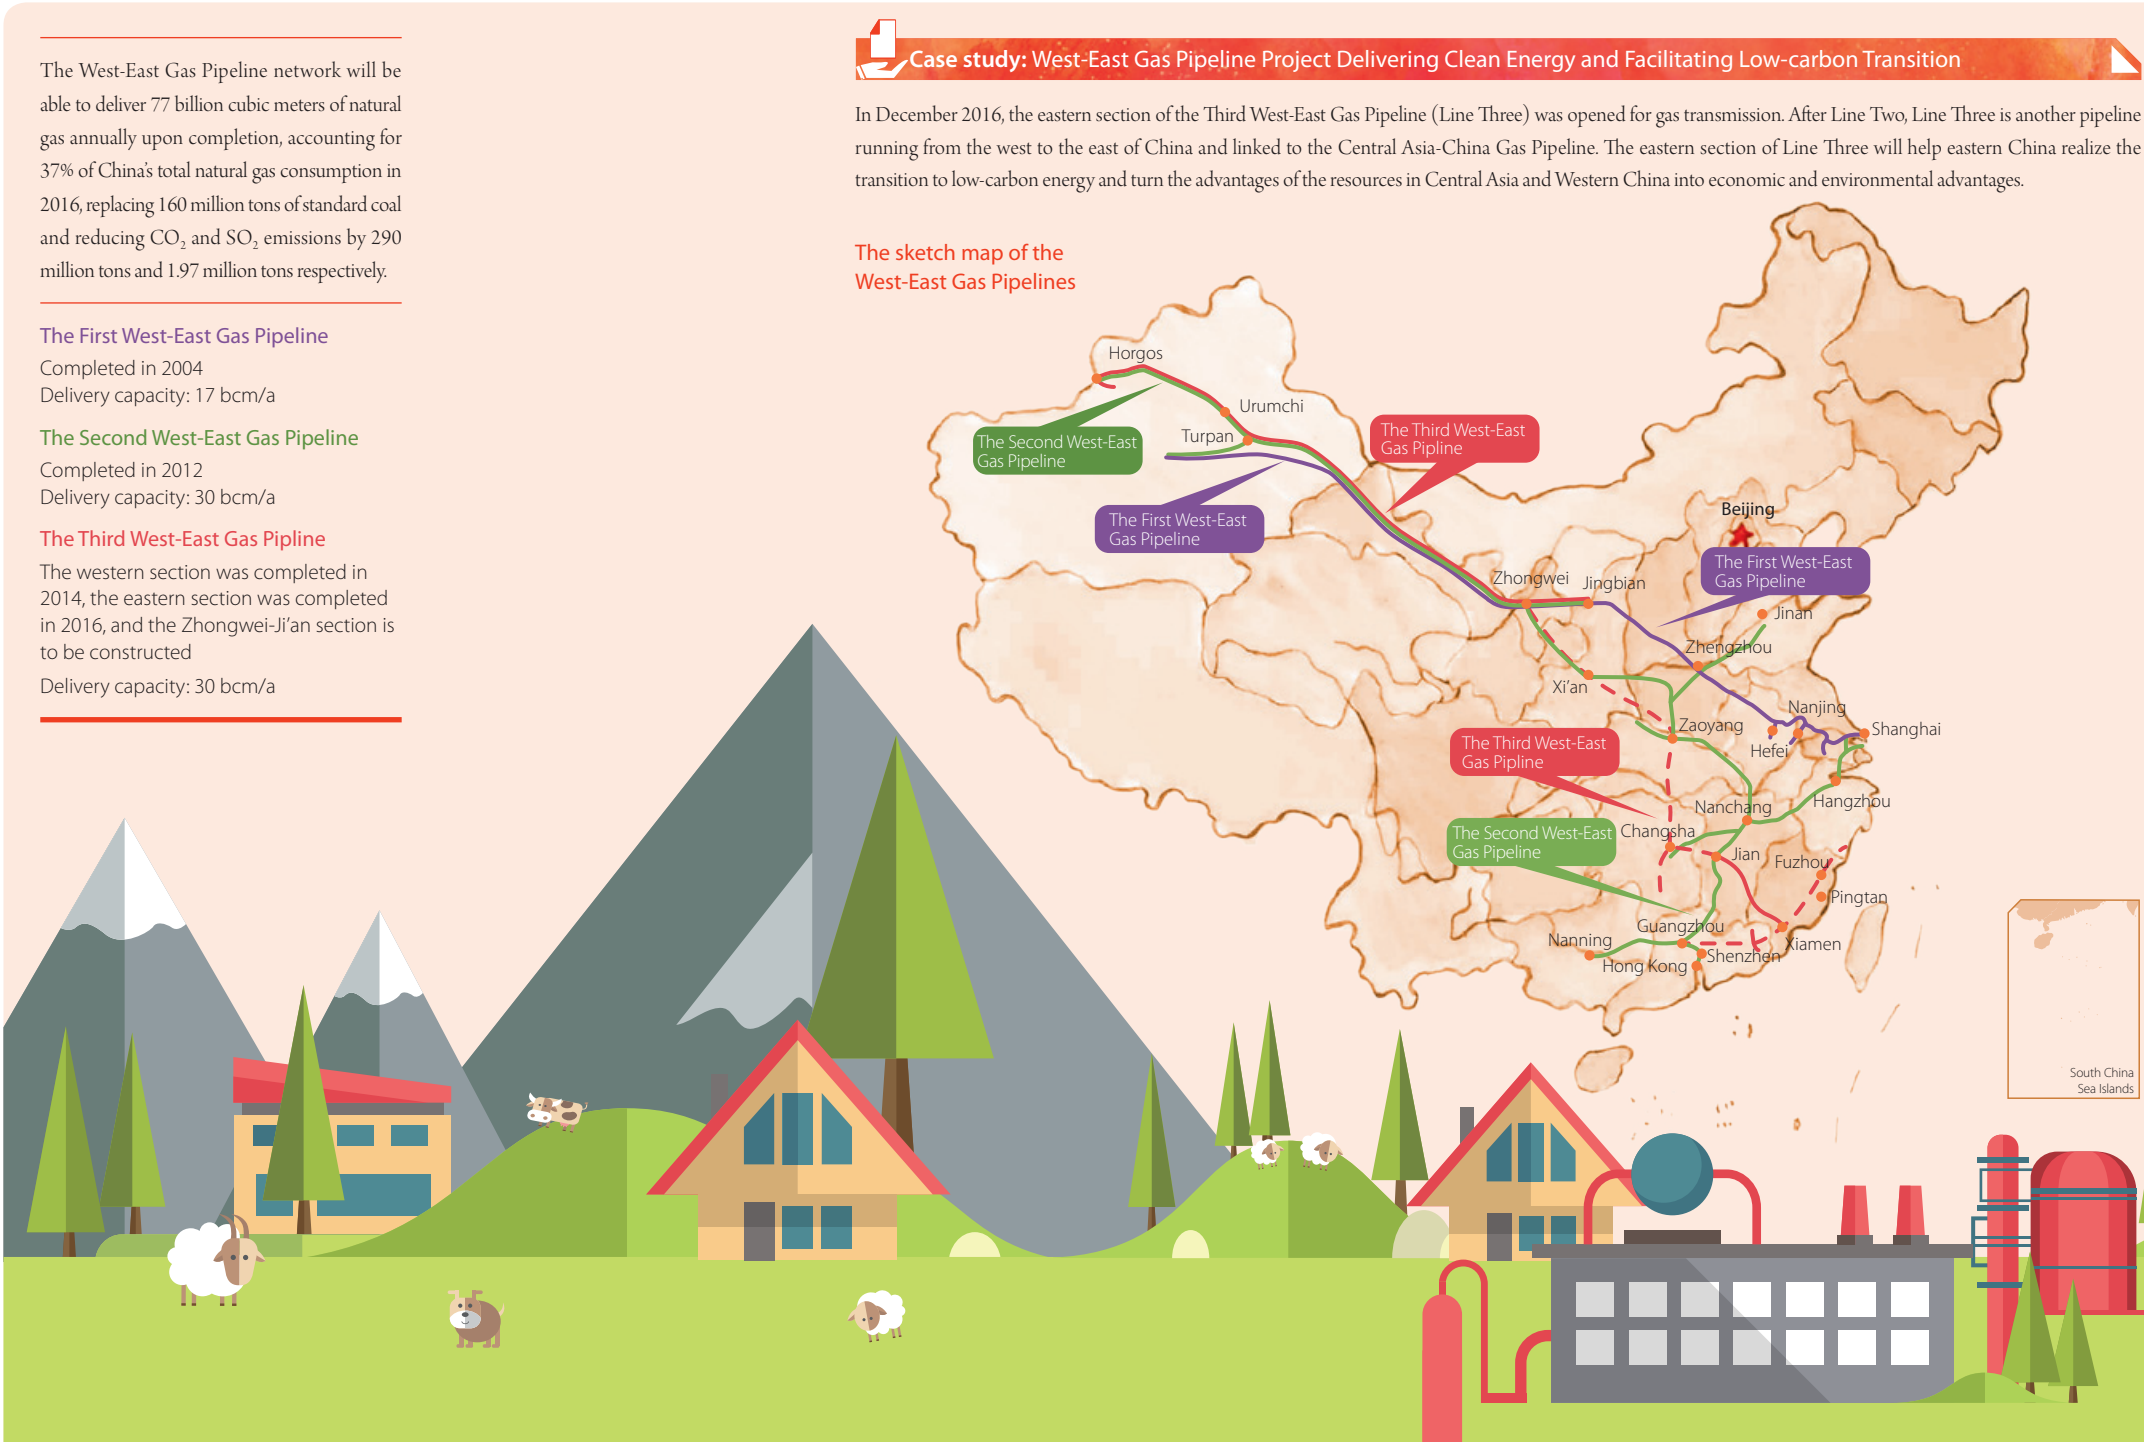 The West-East Gas Pipeline network will be
able to deliver 77 billion cubic meters of natural
gas annually upon completion, accounting for
37% of China's total natural gas consumption in
2016, replacing 160 million tons of standard coal
and reducing CO₂ and SO₂ emissions by 290
million tons and 1.97 million tons respectively.
The First West-East Gas Pipeline
Completed in 2004
Delivery capacity: 17 bcm/a
The Second West-East Gas Pipeline
Completed in 2012
Delivery capacity: 30 bcm/a
The Third West-East Gas Pipline
The western section was completed in
2014, the eastern section was completed
in 2016, and the Zhongwei-Ji'an section is
to be constructed
Delivery capacity: 30 bcm/a
Case study: West-East Gas Pipeline Project Delivering Clean Energy and Facilitating Low-carbon Transition
In December 2016, the eastern section of the Third West-East Gas Pipeline (Line Three) was opened for gas transmission. After Line Two, Line Three is another pipeline
running from the west to the east of China and linked to the Central Asia-China Gas Pipeline. The eastern section of Line Three will help eastern China realize the
transition to low-carbon energy and turn the advantages of the resources in Central Asia and Western China into economic and environmental advantages.
The sketch map of the
West-East Gas Pipelines
Horgos
Urumchi
Turpan
The Second West-East
Gas Pipeline
The Third West-East
Gas Pipline
The First West-East
Gas Pipeline
Beijing
The First West-East
Gas Pipeline
Zhongwei
Jingbian
Jinan
Zhengzhou
Xi'an
Nanjing
Zaoyang
Shanghai
Hefei
The Third West-East
Gas Pipline
Hangzhou
Nanchang
Changsha
The Second West-East
Gas Pipeline
Jian
Fuzhou
Pingtan
Guangzhou
Nanning
Xiamen
Shenzhen
Hong Kong
South China
Sea Islands